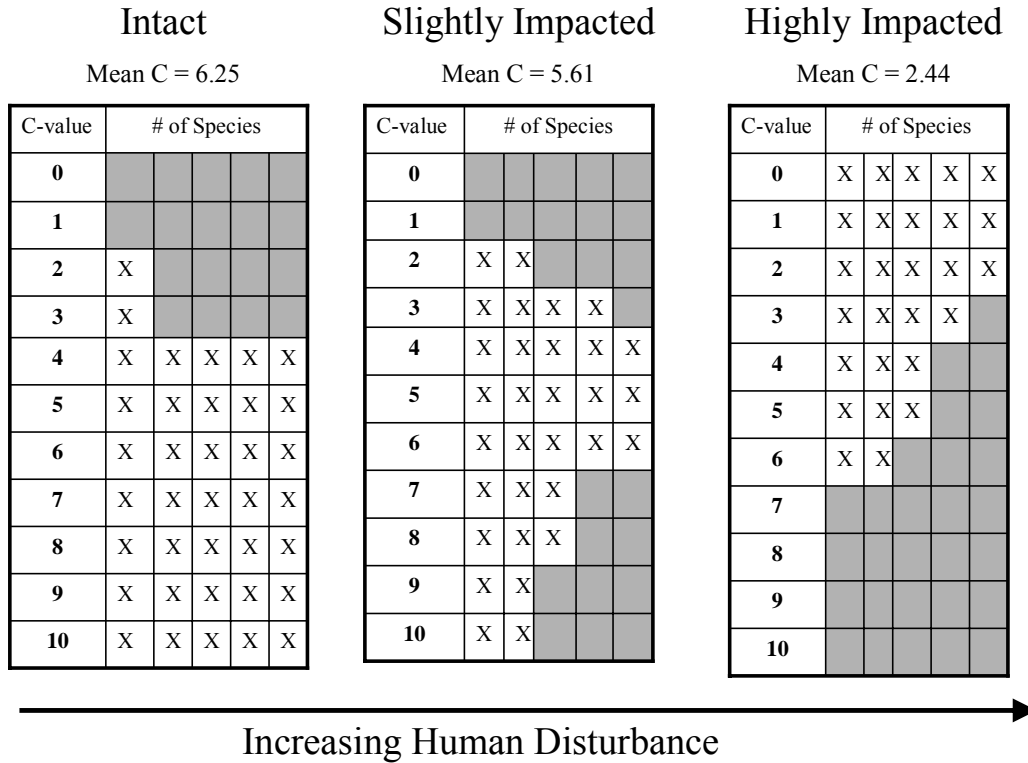 Intact
Mean C = 6.25
C-value # of Species
0
1
2 X
3 X
4 X X X X X
5 X X X X X
6 X X X X X
7 X X X X X
8 X X X X X
9 X X X X X
10 X X X X X
Slightly Impacted
Mean C = 5.61
C-value # of Species
0
1
2 X X
3 X X X X
4 X X X X X
5 X X X X X
6 X X X X X
7 X X X
8 X X X
9 X X
10 X X
Highly Impacted
Mean C = 2.44
C-value # of Species
0 X X X X X
1 X X X X X
2 X X X X X
3 X X X X
4 X X X
5 X X X
6 X X
7
8
9
10
Increasing Human Disturbance